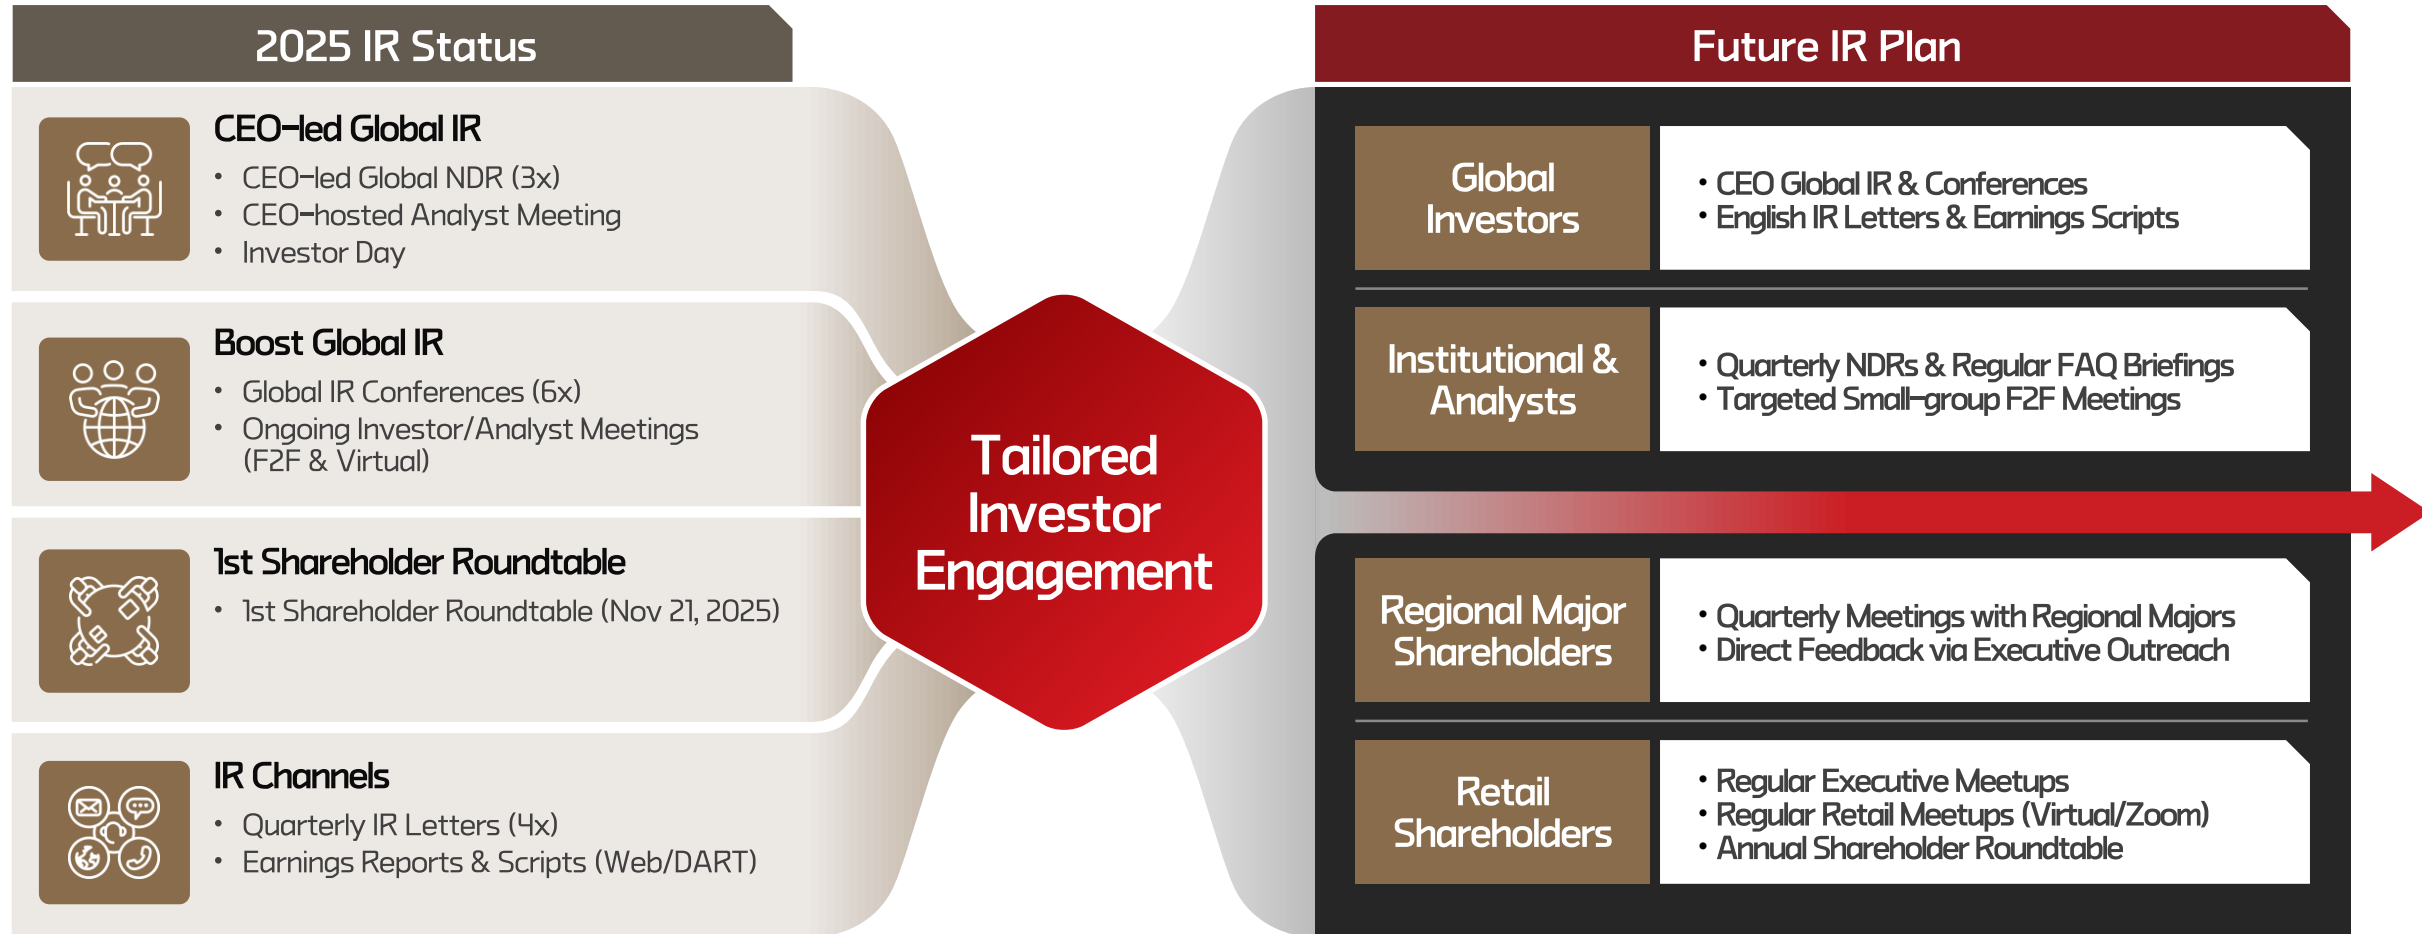 2025 IR Status
CEO-led Global IR
• CEO-led Global NDR (3x)
• CEO-hosted Analyst Meeting
• Investor Day
Boost Global IR
• Global IR Conferences (6x)
• Ongoing Investor/Analyst Meetings
(F2F & Virtual)
1st Shareholder Roundtable
• 1st Shareholder Roundtable (Nov 21, 2025)
IR Channels
• Quarterly IR Letters (4x)
• Earnings Reports & Scripts (Web/DART)
Tailored
Investor
Engagement
Future IR Plan
Global
Investors
• CEO Global IR & Conferences
• English IR Letters & Earnings Scripts
Institutional &
Analysts
• Quarterly NDRs & Regular FAQ Briefings
• Targeted Small-group F2F Meetings
Regional Major
Shareholders
• Quarterly Meetings with Regional Majors
• Direct Feedback via Executive Outreach
Retail
Shareholders
• Regular Executive Meetups
• Regular Retail Meetups (Virtual/Zoom)
• Annual Shareholder Roundtable